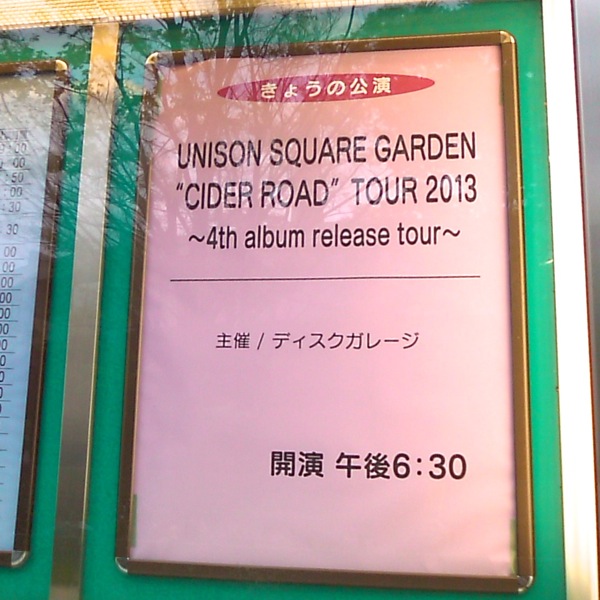 きょうの公演
UNISON SQUARE GARDEN
“CIDER ROAD” TOUR 2013
～4th album release tour～
主催 / ディスクガレージ
開演 午後6：30